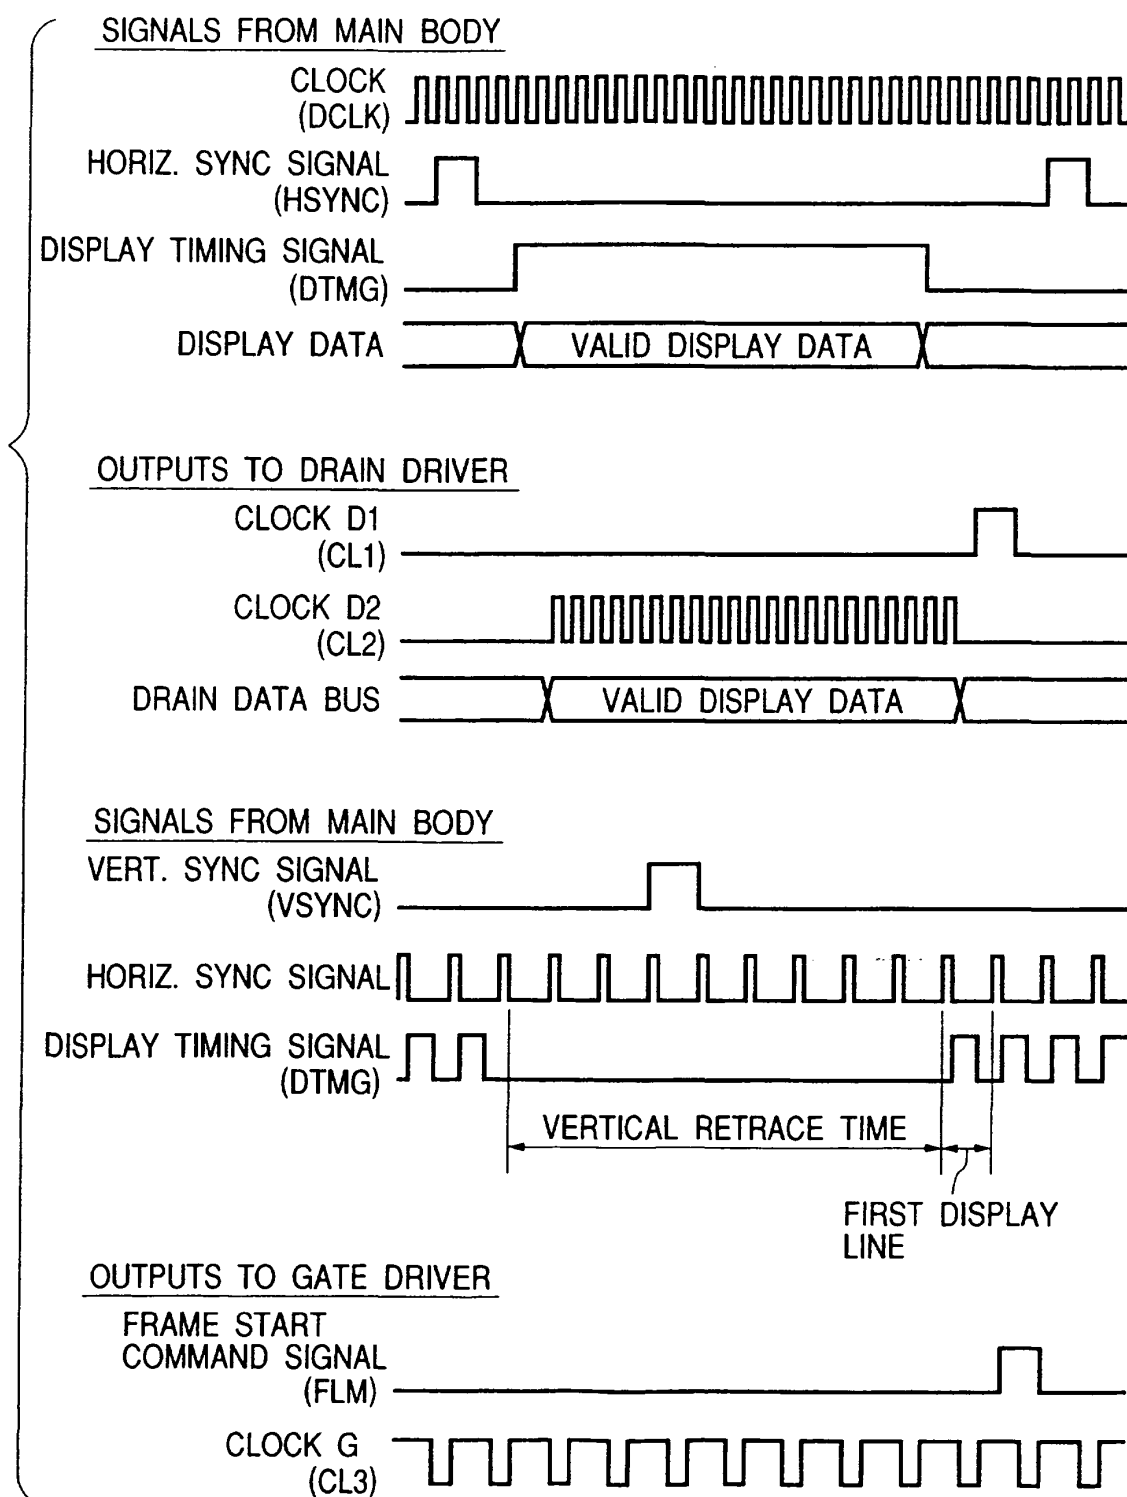 SIGNALS FROM MAIN BODY
CLOCK
(DCLK)
HORIZ. SYNC SIGNAL
(HSYNC)
DISPLAY TIMING SIGNAL
(DTMG)
DISPLAY DATA
VALID DISPLAY DATA
OUTPUTS TO DRAIN DRIVER
CLOCK D1
(CL1)
CLOCK D2
(CL2)
DRAIN DATA BUS
VALID DISPLAY DATA
SIGNALS FROM MAIN BODY
VERT. SYNC SIGNAL
(VSYNC)
HORIZ. SYNC SIGNAL
DISPLAY TIMING SIGNAL
(DTMG)
VERTICAL RETRACE TIME
FIRST DISPLAY
LINE
OUTPUTS TO GATE DRIVER
FRAME START
COMMAND SIGNAL
(FLM)
CLOCK G
(CL3)